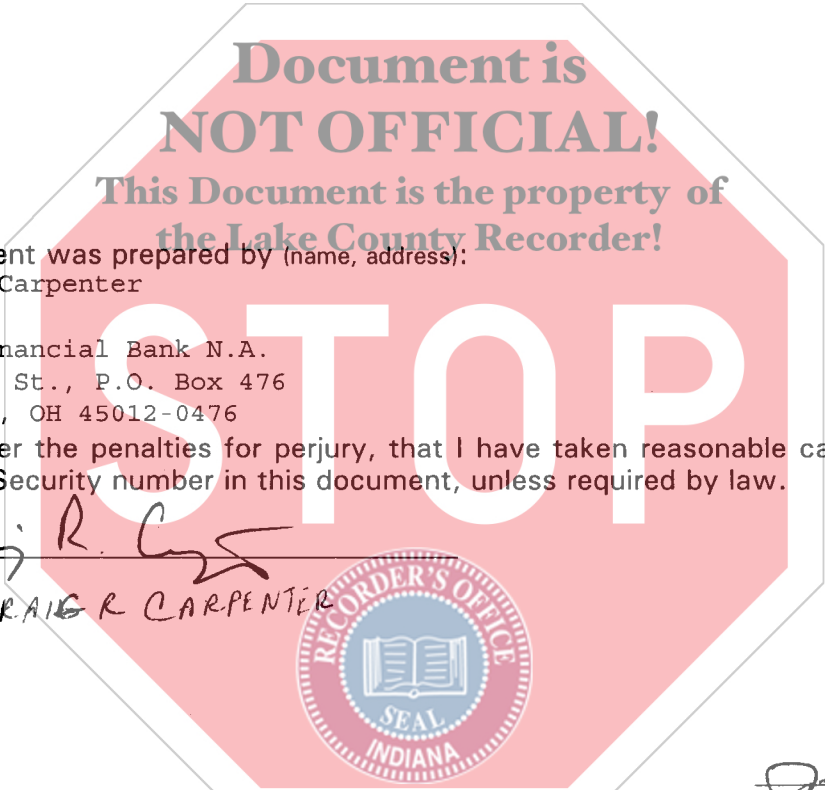 Document is
NOT OFFICIAL!
This Document is the property of
the Lake County Recorder!
ent was prepared by (name, address):
Carpenter
nancial Bank N.A.
St., P.O. Box 476
, OH 45012-0476
er the penalties for perjury, that I have taken reasonable ca
Security number in this document, unless required by law.
R. C
RAIG R CARPENTER
STOP
RECORDER'S OFFICE
SEAL
INDIANA